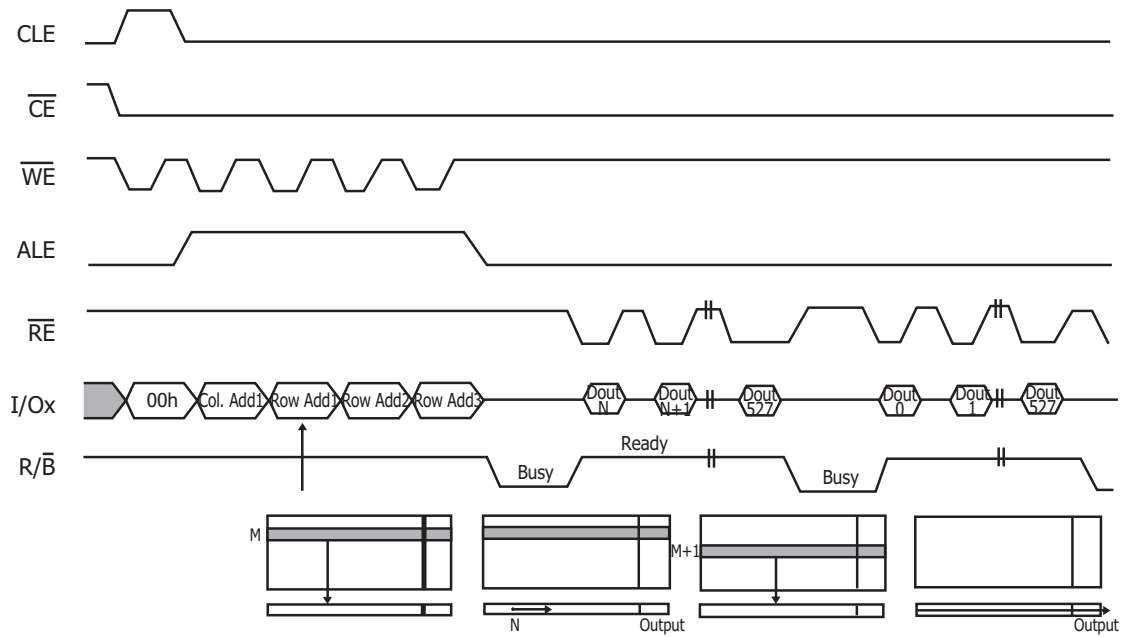 CLE
CE
WE
ALE
RE
I/Ox
00h
Col. Add1
Row Add1
Row Add2
Row Add3
Dout
N
Dout
N+1
Dout
527
Dout
0
Dout
1
Dout
527
R/B
Busy
Ready
Busy
M
M+1
N
Output
Output